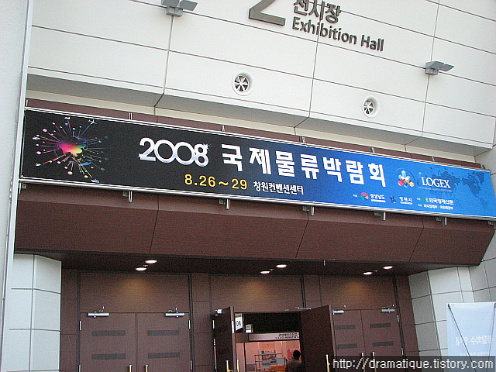 2 전시장
Exhibition Hall
2008 국제물류박람회
LOGEX
8.26~29 창원컨벤션센터
http://dramatique.tistory.com